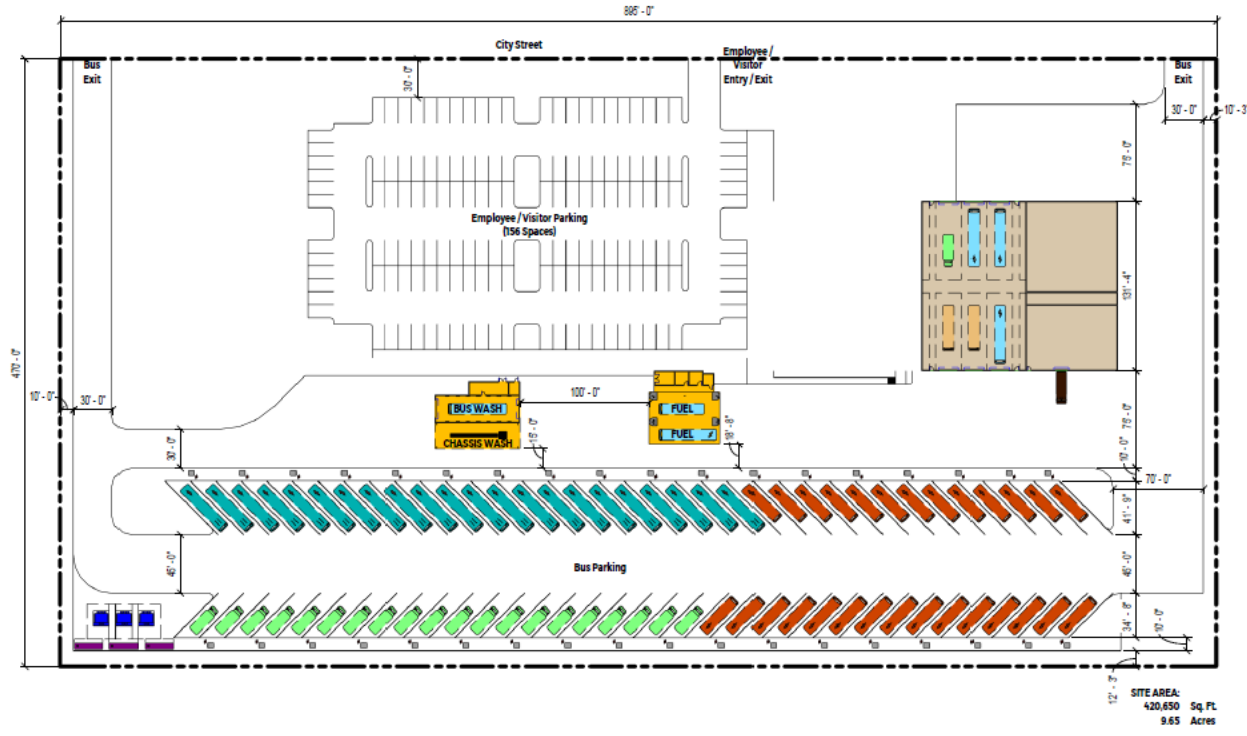 895' - 0"
City Street
Bus
Exit
Employee /
Visitor
Entry / Exit
Bus
Exit
30' - 0"
30' - 0"
10' - 3"
75' - 0"
Employee / Visitor Parking
(156 Spaces)
131' - 4"
470' - 0"
10' - 0"
30' - 0"
100' - 0"
BUS WASH
FUEL
CHASSIS WASH
FUEL
15' - 0"
18' - 8"
75' - 0"
30' - 0"
10' - 0"
70' - 0"
41' - 9"
45' - 0"
Bus Parking
45' - 0"
34' - 8"
10' - 0"
12' - 3"
SITE AREA:
420,650 Sq. Ft.
9.65 Acres